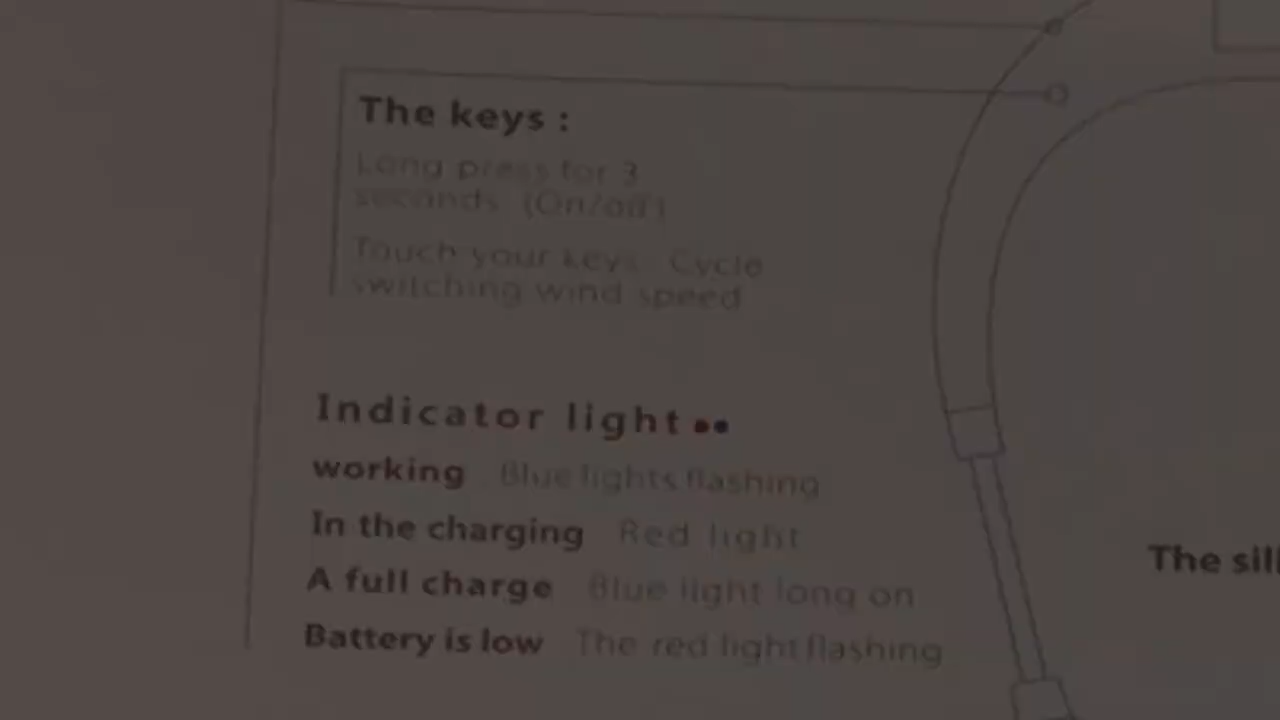 The keys :
Long press for 3
seconds (On/off)
Touch your keys Cycle
switching wind speed
Indicator light
working Blue lights flashing
In the charging Red light
A full charge Blue light long on
The sili
Battery is low The red light flashing